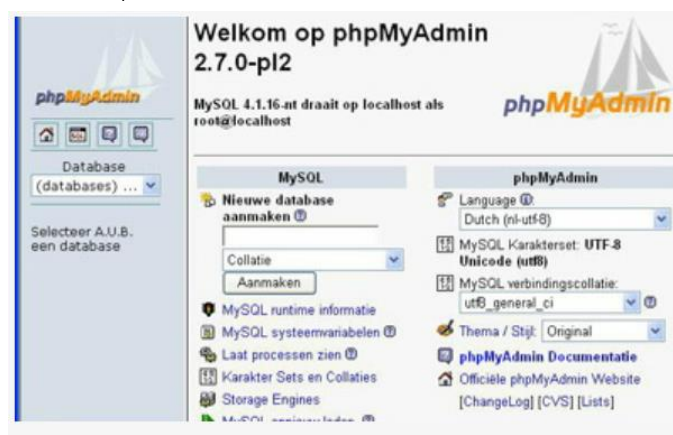 phpMyAdmin
Database
(databases) ...
Selecteer A.U.B.
een database
Welkom op phpMyAdmin
2.7.0-pl2
MySQL 4.1.16-nt draait op localhost als
root@localhost
phpMyAdmin
MySQL
Nieuwe database
aanmaken
Collatie
Aanmaken
MySQL runtime informatie
MySQL systeemvariabelen
Laat processen zien
Karakter Sets en Collaties
Storage Engines
MySQL opnieuw laden
phpMyAdmin
Language
Dutch (nl-utf-8)
MySQL Karakterset: UTF-8
Unicode (utf8)
MySQL verbindingscollatie:
utf8_general_ci
Thema / Stijl: Original
phpMyAdmin Documentatie
Officiële phpMyAdmin Website
[ChangeLog] [CVS] [Lists]